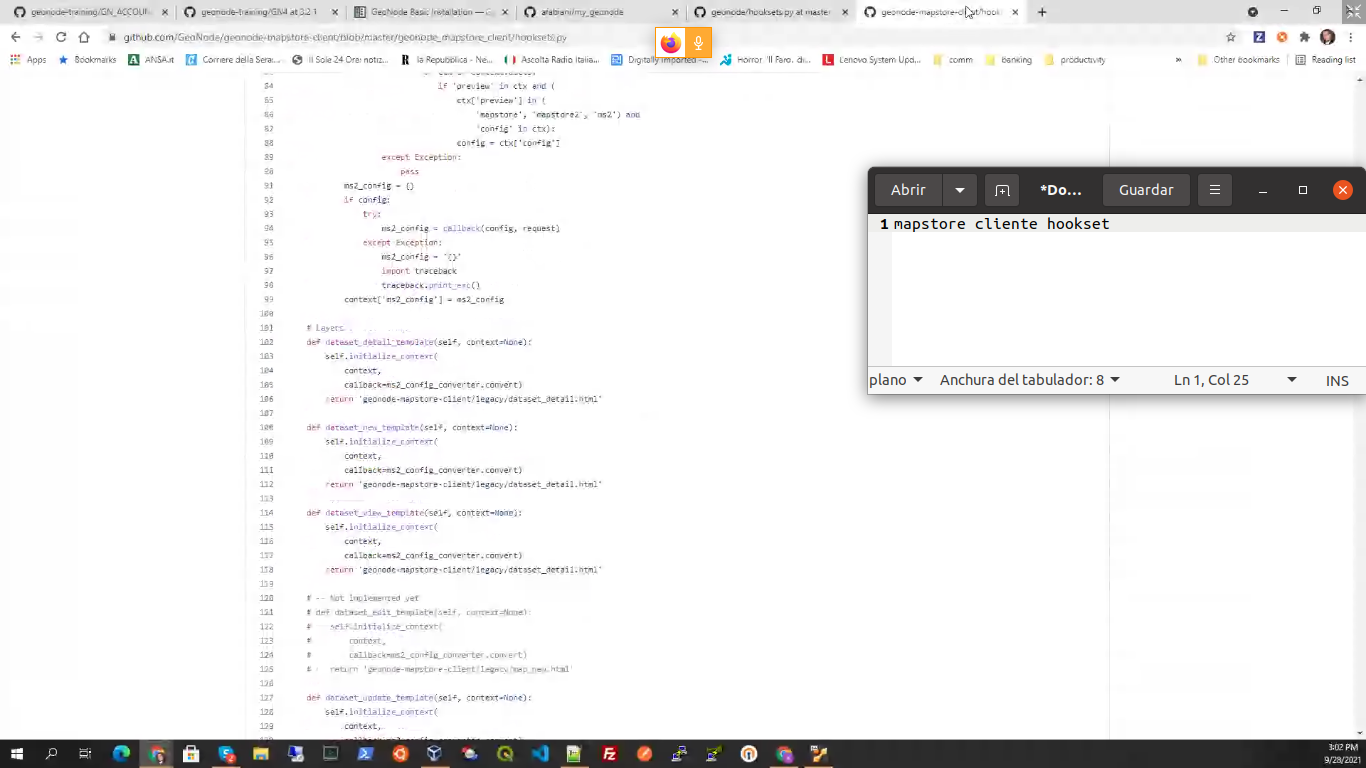 geonode-training/GN_ACCOUN
geonode-training/GN4 at 3.2.1
GeoNode Basic Installation — G
afabiani/my_geonode
geonode/hooksets.py at master
geonode-mapstore-client/hook
github.com/GeoNode/geonode-mapstore-client/blob/master/geonode_mapstore_client/hooksets.py
Apps
Bookmarks
ANSA.it
Corriere della Sera...
Il Sole 24 Ore: notiz...
la Repubblica - Ne...
Ascolta Radio Italia...
Digitally Imported -...
Horror 'Il Faro' di...
Lenovo System Upd...
comm
Banking
productivity
»
Other bookmarks
Reading list
84 if 'preview' in ctx and (
85 ctx['preview'] in (
86 'mapstore', 'mapstore2', 'ms2') and
87 'config' in ctx):
88 config = ctx['config']
89 except Exception:
90 pass
91 ms2_config = {}
92 if config:
93 try:
94 ms2_config = callback(config, request)
95 except Exception:
96 ms2_config = '{}'
97 import traceback
98 traceback.print_exc()
99 context['ms2_config'] = ms2_config
100
101 # Layers
102 def dataset_detail_template(self, context=None):
103 self.initialize_context(
104 context,
105 callback=ms2_config_converter.convert)
106 return 'geonode-mapstore-client/legacy/dataset_detail.html'
107
108 def dataset_new_template(self, context=None):
109 self.initialize_context(
110 context,
111 callback=ms2_config_converter.convert)
112 return 'geonode-mapstore-client/legacy/dataset_detail.html'
113
114 def dataset_view_template(self, context=None):
115 self.initialize_context(
116 context,
117 callback=ms2_config_converter.convert)
118 return 'geonode-mapstore-client/legacy/dataset_detail.html'
119
120 # -- Not implemented yet
121 # def dataset_edit_template(self, context=None):
122 # self.initialize_context(
123 # context,
124 # callback=ms2_config_converter.convert)
125 # return 'geonode-mapstore-client/legacy/map_new.html'
126
127 def dataset_update_template(self, context=None):
128 self.initialize_context(
129 context,
Abrir
*Do...
Guardar
1 mapstore cliente hookset
plano
Anchura del tabulador: 8
Ln 1, Col 25
INS
3:02 PM
9/28/2021